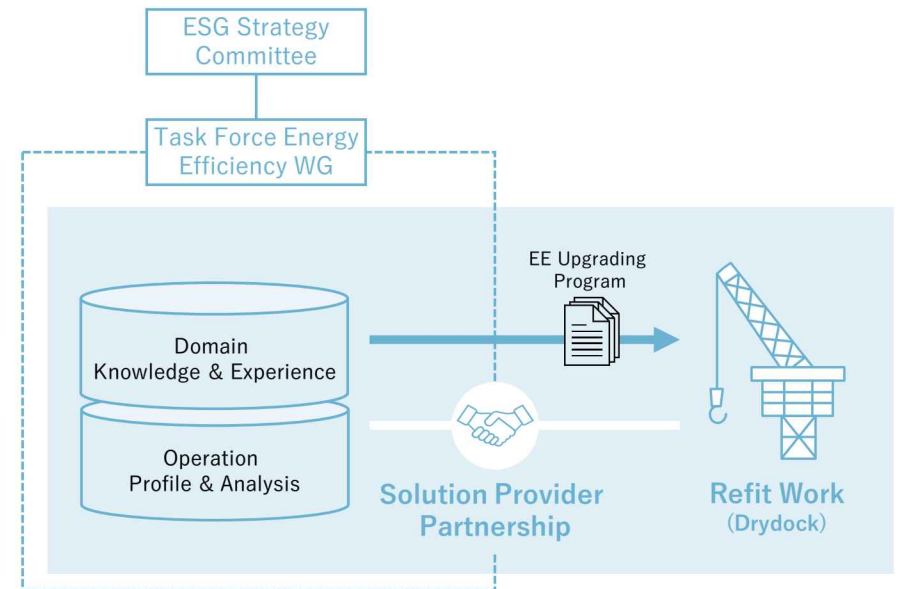 ESG Strategy
Committee
Task Force Energy
Efficiency WG
EE Upgrading
Program
Domain
Knowledge & Experience
Operation
Profile & Analysis
Solution Provider
Partnership
Refit Work
(Drydock)